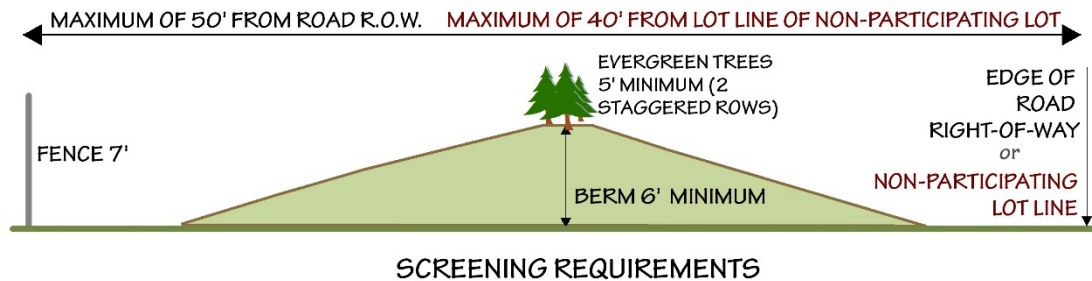 MAXIMUM OF 50' FROM ROAD R.O.W. MAXIMUM OF 40' FROM LOT LINE OF NON-PARTICIPATING LOT
EVERGREEN TREES
5' MINIMUM (2
STAGGERED ROWS)
EDGE OF
ROAD
RIGHT-OF-WAY
or
NON-PARTICIPATING
LOT LINE
FENCE 7'
BERM 6' MINIMUM
SCREENING REQUIREMENTS